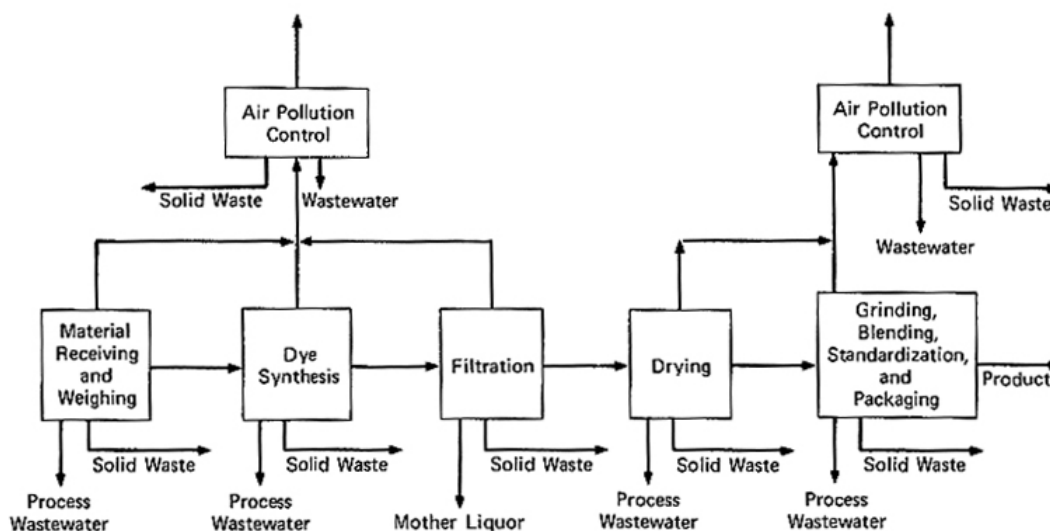 Air Pollution
Control
Solid Waste
Wastewater
Air Pollution
Control
Solid Waste
Wastewater
Material
Receiving
and
Weighing
Dye
Synthesis
Filtration
Drying
Grinding,
Blending,
Standardization,
and
Packaging
Product
Solid Waste
Solid Waste
Solid Waste
Solid Waste
Solid Waste
Process
Wastewater
Process
Wastewater
Mother Liquor
Process
Wastewater
Process
Wastewater